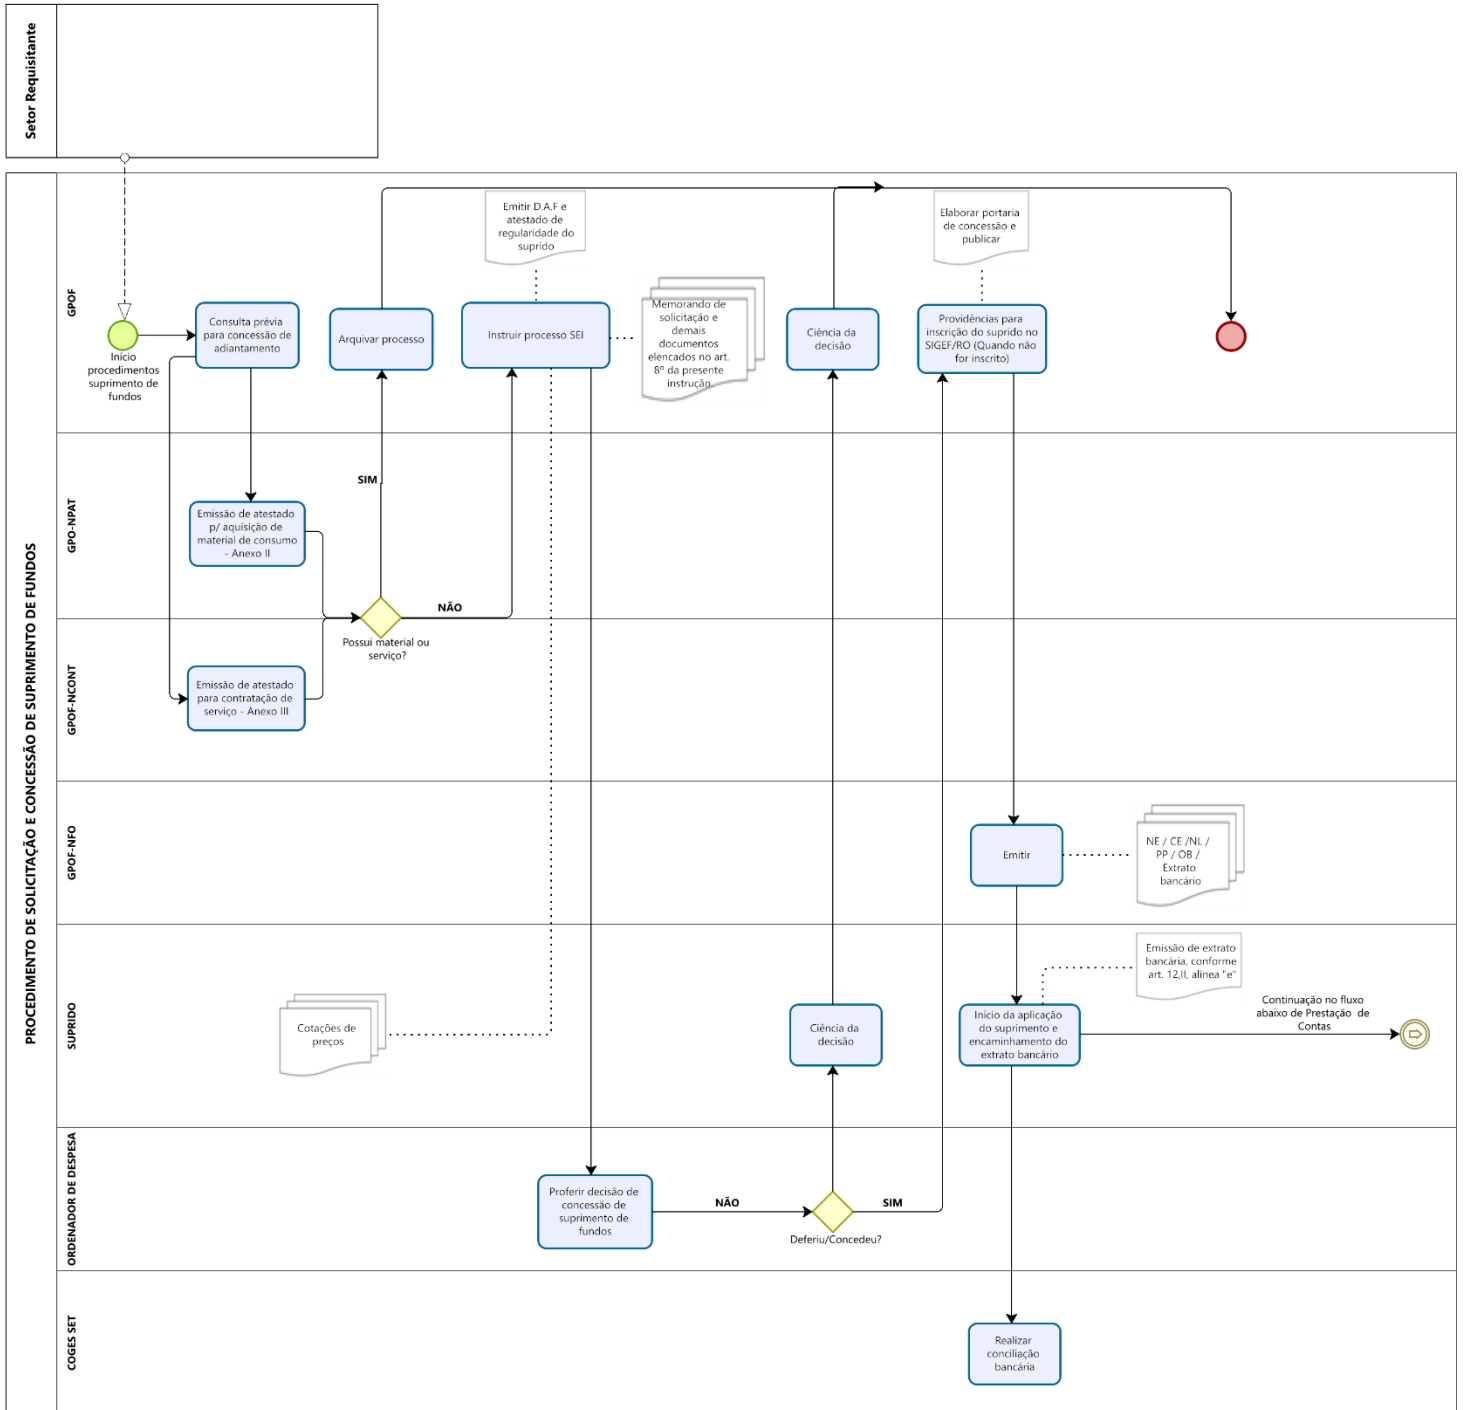 Setor Requisitante
PROCEDIMENTO DE SOLICITAÇÃO E CONCESSÃO DE SUPRIMENTO DE FUNDOS
GPOF
Início
procedimentos
suprimento de
fundos
Consulta prévia
para concessão de
adiantamento
Arquivar processo
Emitir D.A.F e
atestado de
regularidade do
suprido
Instruir processo SEI
Memorando de
solicitação e
demais
documentos
elencados no art.
8º da presente
instrução.
Ciência da
decisão
Elaborar portaria
de concessão e
publicar
Providências para
inscrição do suprido no
SIGEF/RO (Quando não
for inscrito)
GPO-NPAT
Emissão de atestado
p/ aquisição de
material de consumo
- Anexo II
SIM
NÃO
Possui material ou
serviço?
GPOF-NCONT
Emissão de atestado
para contratação de
serviço - Anexo III
GPOF-NFO
Emitir
NE / CE /NL /
PP / OB /
Extrato
bancário
SUPRIDO
Cotações de
preços
Ciência da
decisão
Início da aplicação
do suprimento e
encaminhamento do
extrato bancário
Emissão de extrato
bancária, conforme
art. 12,II, alínea "e"
Continuação no fluxo
abaixo de Prestação de
Contas
ORDENADOR DE DESPESA
Proferir decisão de
concessão de
suprimento de
fundos
NÃO
Deferiu/Concedeu?
SIM
COGES SET
Realizar
conciliação
bancária